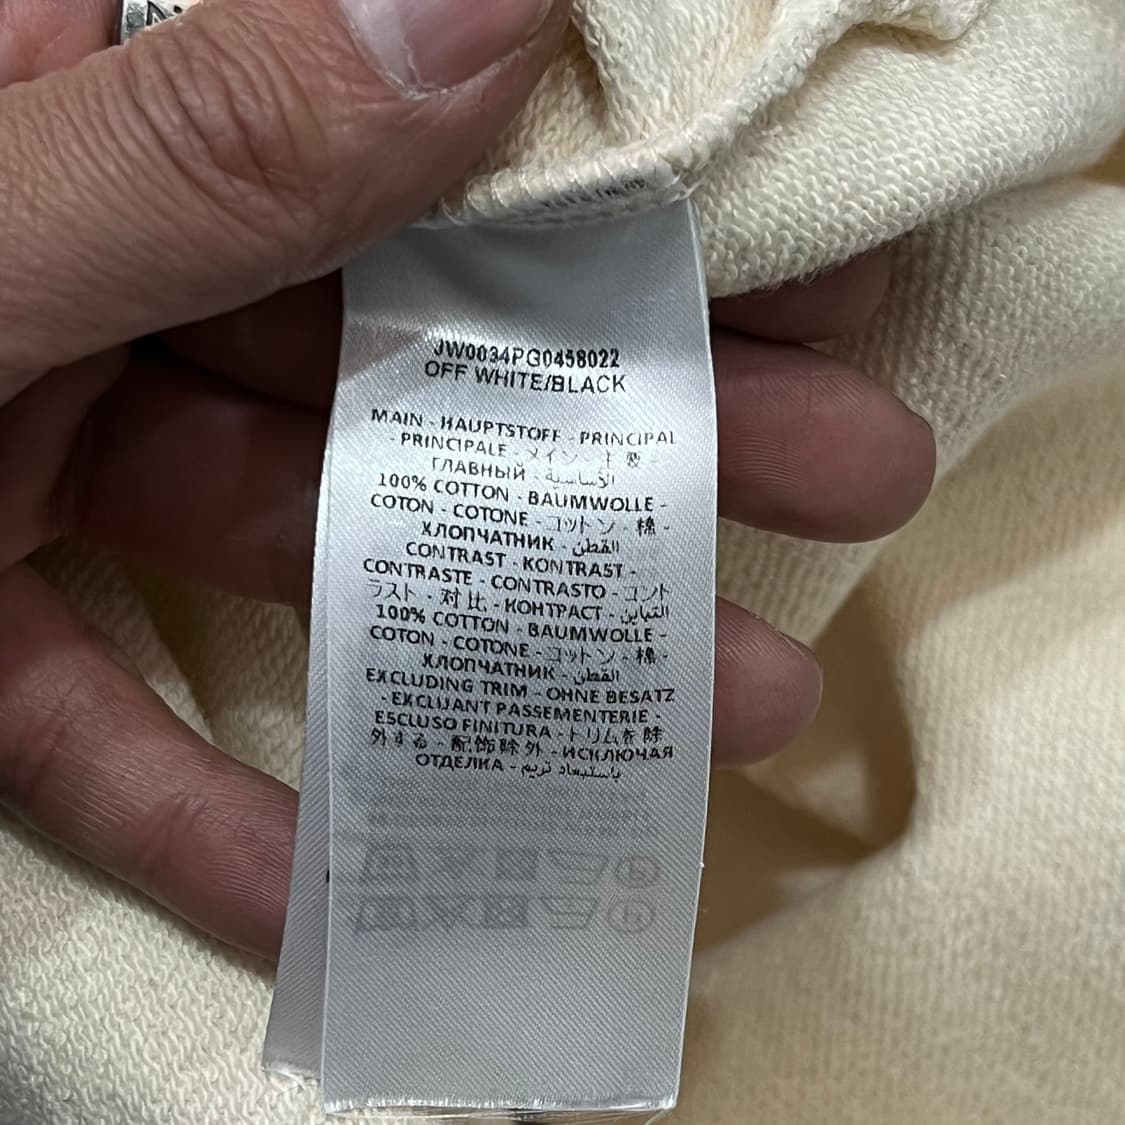 JW0034PG0458022
OFF WHITE/BLACK
MAIN - HAUPTSTOFF - PRINCIPAL
- PRINCIPALE - メイン - 主要 -
ГЛАВНЫЙ - الأساسية
100% COTTON - BAUMWOLLE -
COTON - COTONE - コットン - 棉 -
ХЛОПЧАТНИК - القطن
CONTRAST - KONTRAST -
CONTRASTE - CONTRASTO - コント
ラスト - 对比 - КОНТРАСТ - التباين
100% COTTON - BAUMWOLLE -
COTON - COTONE - コットン - 棉 -
ХЛОПЧАТНИК - القطن
EXCLUDING TRIM - OHNE BESATZ
- EXCLUANT PASSEMENTERIE -
ESCLUSO FINITURA - トリムを除
外する - 配饰除外 - ИСКЛЮЧАЯ
ОТДЕЛКА - باستبعاد تريم